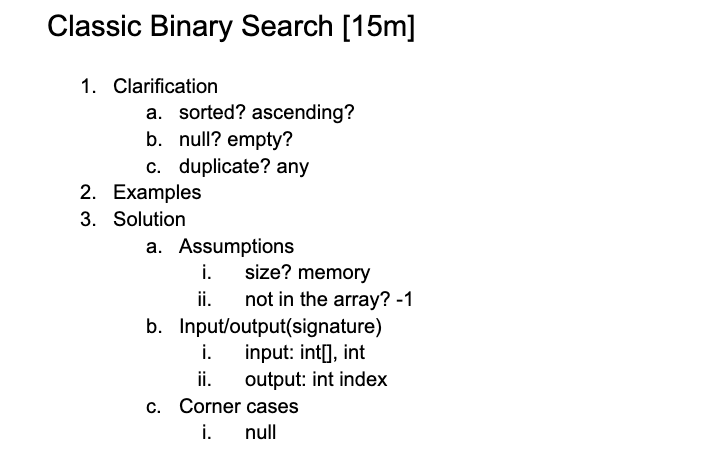 Classic Binary Search [15m]
1. Clarification
a. sorted? ascending?
b. null? empty?
c. duplicate? any
2. Examples
3. Solution
a. Assumptions
i. size? memory
ii. not in the array? -1
b. Input/output(signature)
i. input: int[], int
ii. output: int index
c. Corner cases
i. null